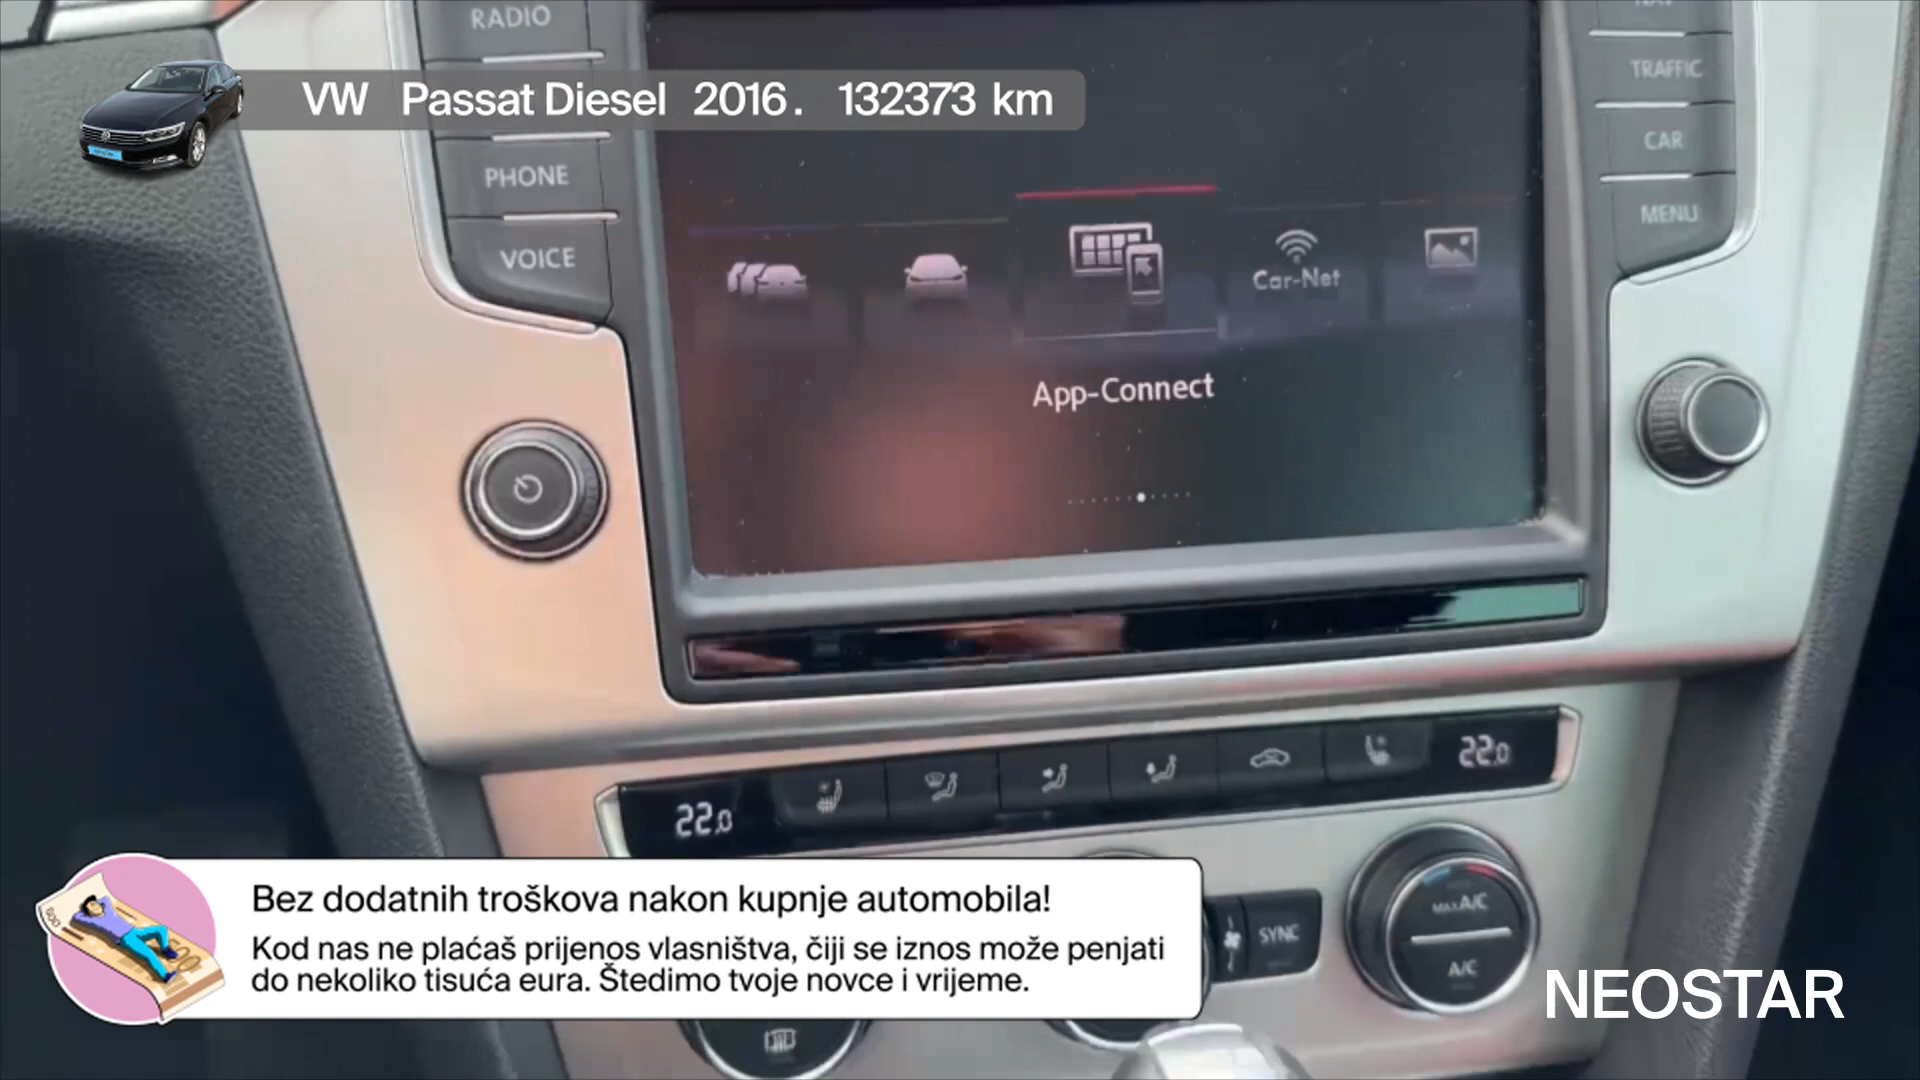 RADIO
VW Passat Diesel 2016. 132373 km
PHONE
VOICE
TRAFFIC
CAR
MENU
Car-Net
App-Connect
22.0
22.0
MAX A/C
SYNC
A/C
Bez dodatnih troškova nakon kupnje automobila!
Kod nas ne plaćaš prijenos vlasništva, čiji se iznos može penjati
do nekoliko tisuća eura. Štedimo tvoje novce i vrijeme.
NEOSTAR